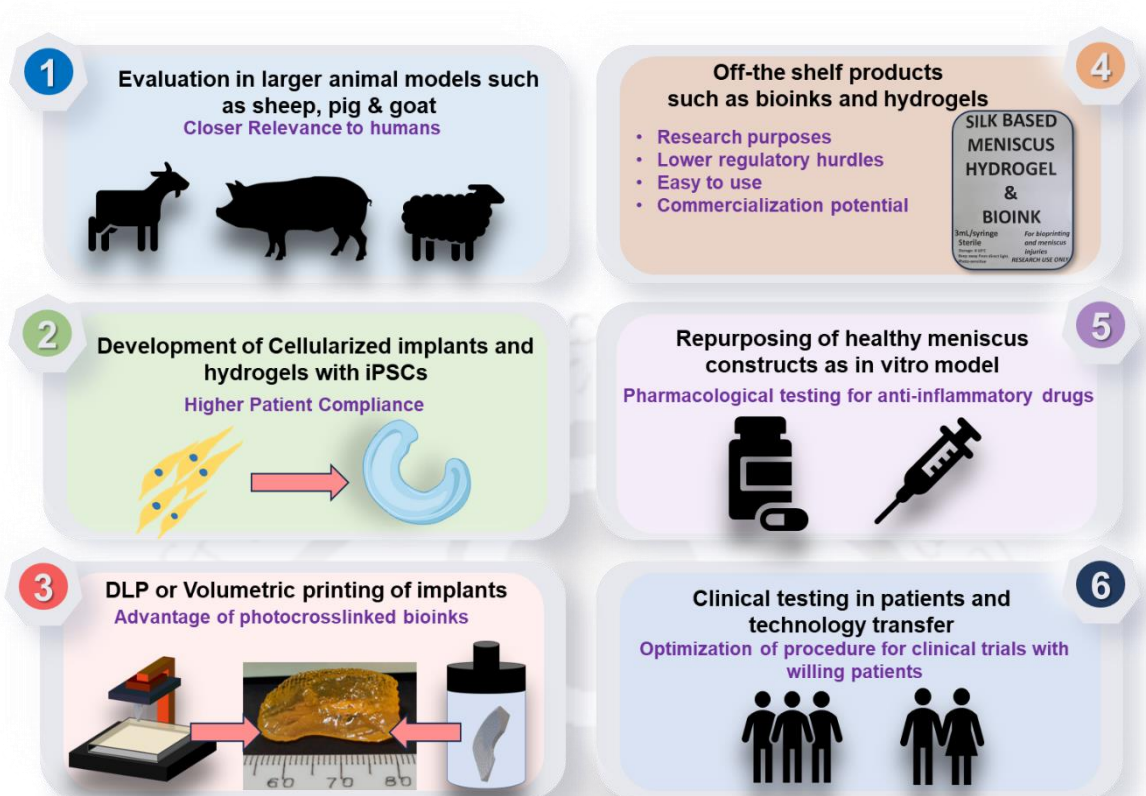 1
Evaluation in larger animal models such
as sheep, pig & goat
Closer Relevance to humans
2
Development of Cellularized implants and
hydrogels with iPSCs
Higher Patient Compliance
3
DLP or Volumetric printing of implants
Advantage of photocrosslinked bioinks
60 70 80
4
Off-the shelf products
such as bioinks and hydrogels
• Research purposes
• Lower regulatory hurdles
• Easy to use
• Commercialization potential
SILK BASED
MENISCUS
HYDROGEL
&
BIOINK
3mL/syringe
Sterile
For bioprinting
and meniscus
injuries
RESEARCH USE ONLY
5
Repurposing of healthy meniscus
constructs as in vitro model
Pharmacological testing for anti-inflammatory drugs
6
Clinical testing in patients and
technology transfer
Optimization of procedure for clinical trials with
willing patients